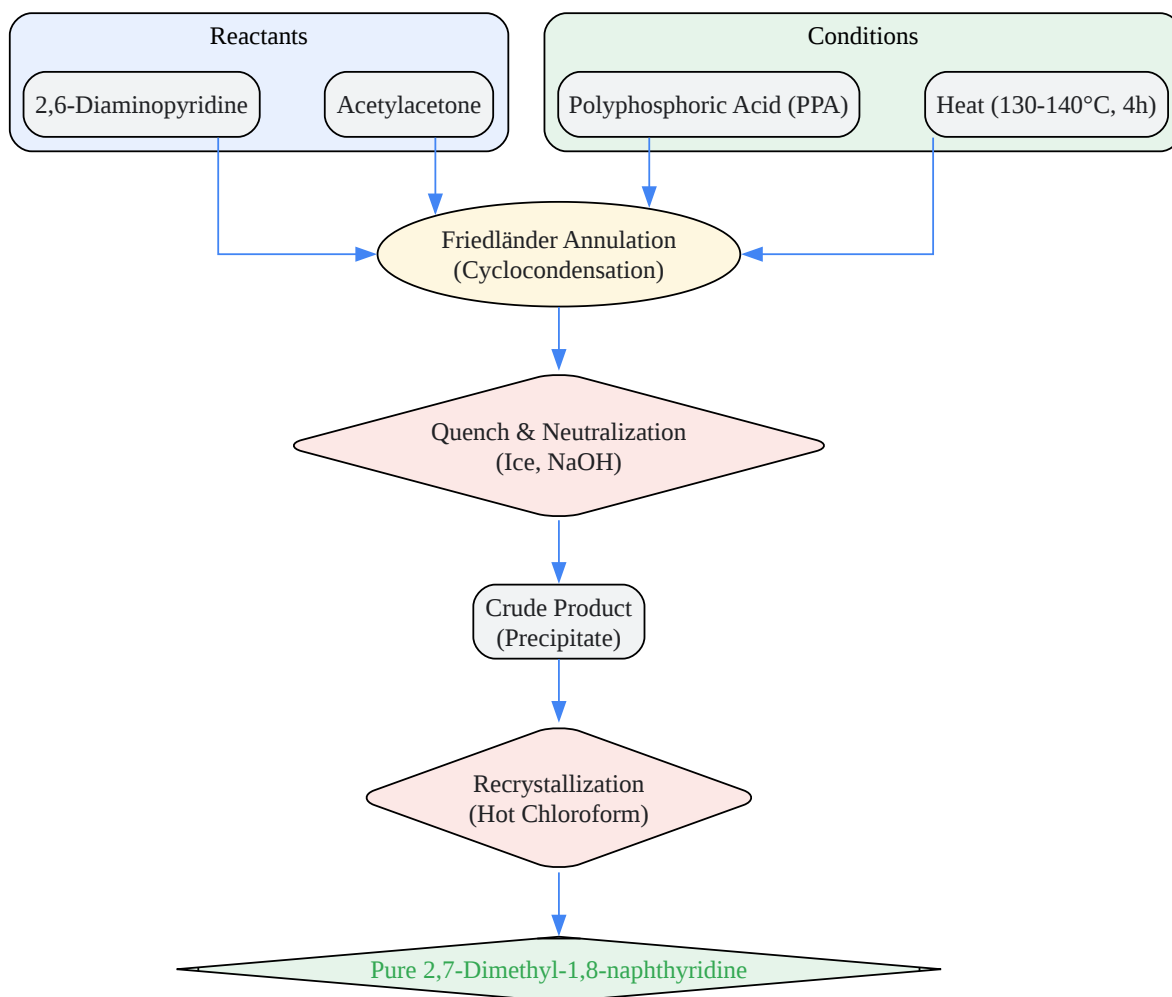 Reactants
Conditions
2,6-Diaminopyridine
Acetylacetone
Polyphosphoric Acid (PPA)
Heat (130-140°C, 4h)
Friedländer Annulation
(Cyclocondensation)
Quench & Neutralization
(Ice, NaOH)
Crude Product
(Precipitate)
Recrystallization
(Hot Chloroform)
Pure 2,7-Dimethyl-1,8-naphthyridine